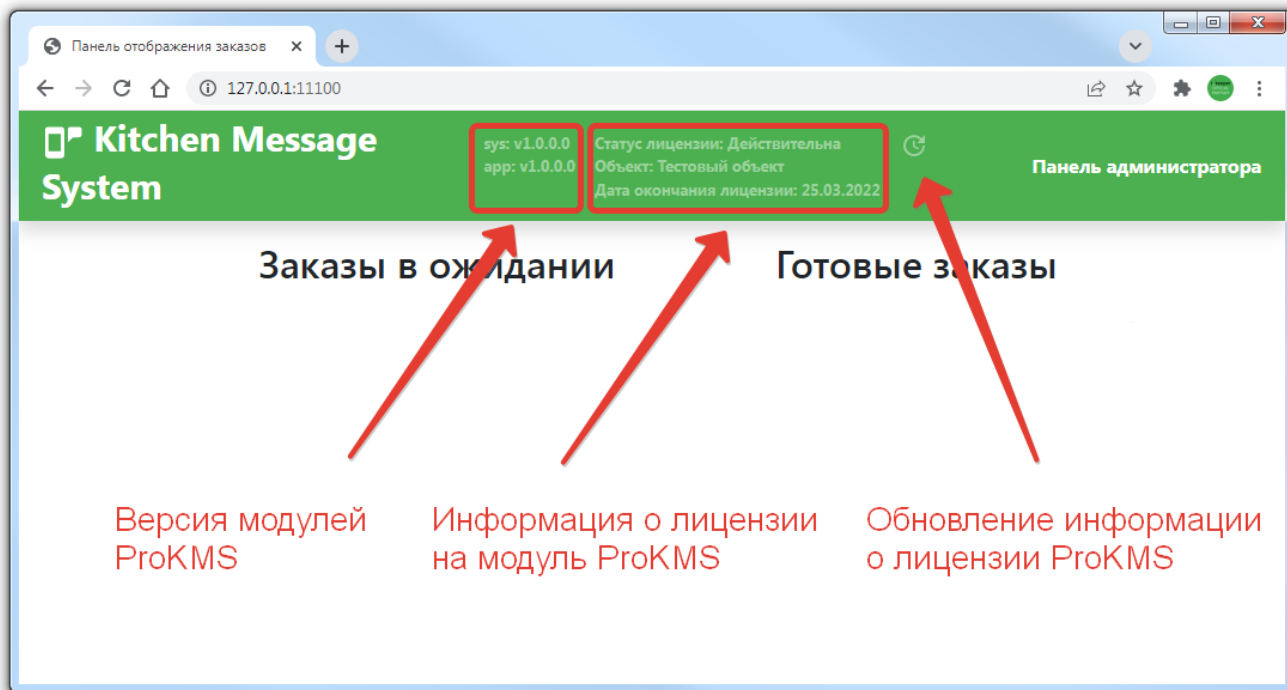 Панель отображения заказов
127.0.0.1:11100
Kitchen Message
System
sys: v1.0.0.0
app: v1.0.0.0
Статус лицензии: Действительна
Объект: Тестовый объект
Дата окончания лицензии: 25.03.2022
Панель администратора
Заказы в ожидании
Готовые заказы
Версия модулей
ProKMS
Информация о лицензии
на модуль ProKMS
Обновление информации
о лицензии ProKMS